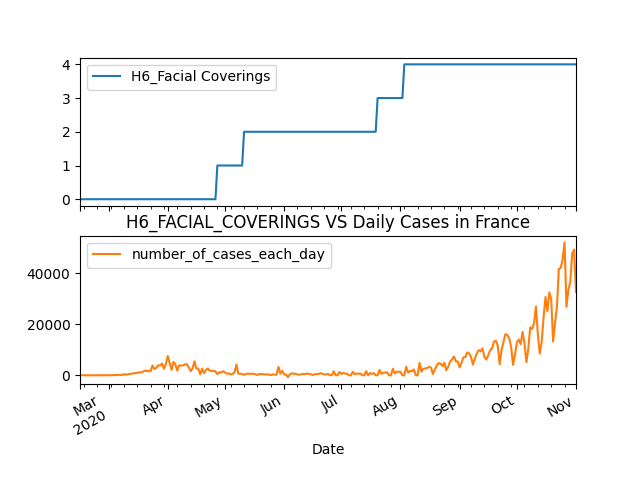 H6_Facial Coverings
4
3
2
1
0
H6_FACIAL_COVERINGS VS Daily Cases in France
number_of_cases_each_day
40000
20000
0
Mar
2020
Apr
May
Jun
Jul
Aug
Sep
Oct
Nov
Date